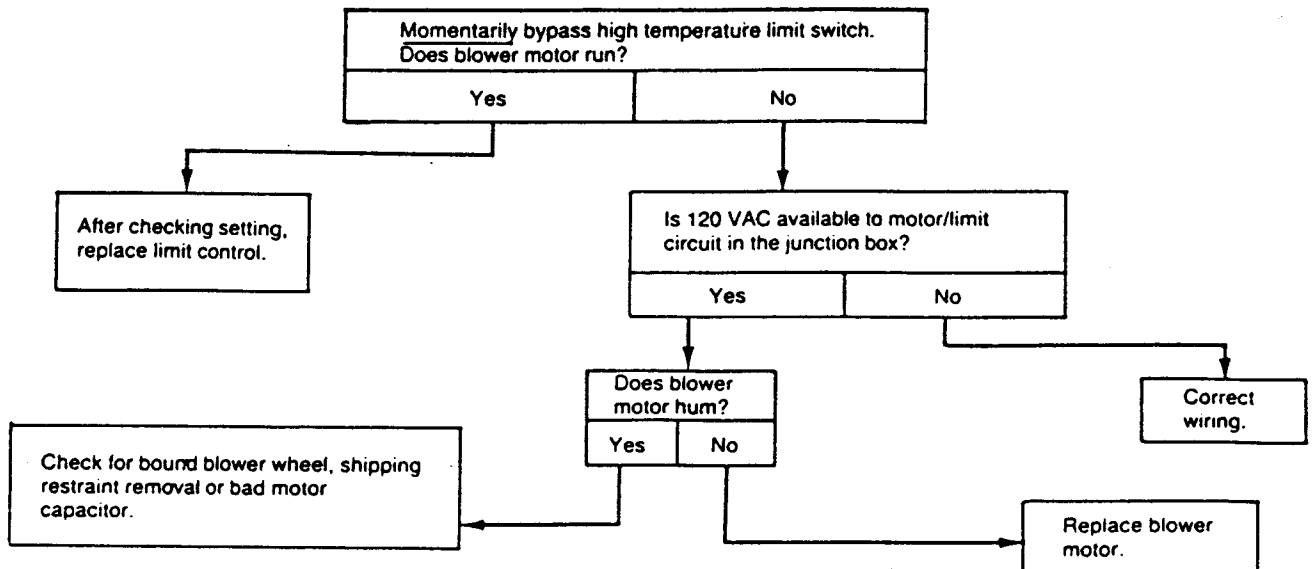 Momentarily bypass high temperature limit switch.
Does blower motor run?
Yes
No
After checking setting,
replace limit control.
Is 120 VAC available to motor/limit
circuit in the junction box?
Yes
No
Does blower
motor hum?
Yes
No
Correct
wiring.
Check for bound blower wheel, shipping
restraint removal or bad motor
capacitor.
Replace blower
motor.